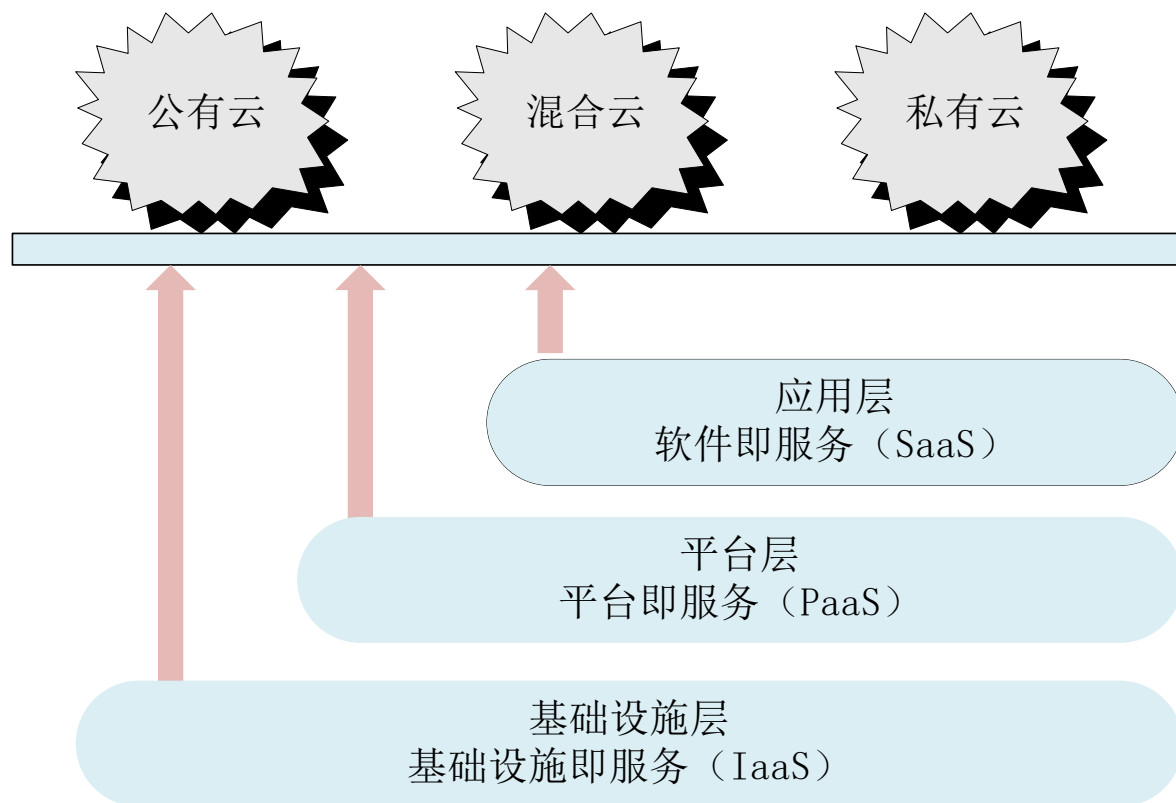 公有云
混合云
私有云
应用层
软件即服务（SaaS）
平台层
平台即服务（PaaS）
基础设施层
基础设施即服务（IaaS）